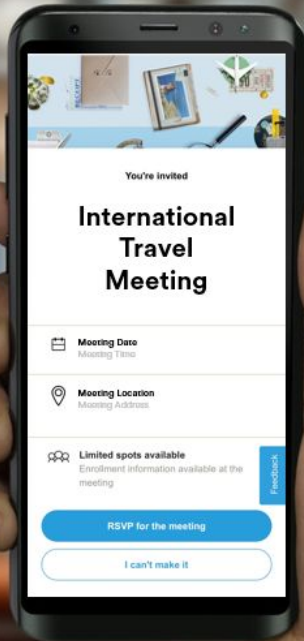 RECEIPT
You're invited
International
Travel
Meeting
Meeting Date
Meeting Time
Meeting Location
Meeting Address
Limited spots available
Enrollment information available at the
meeting
Feedback
RSVP for the meeting
I can't make it